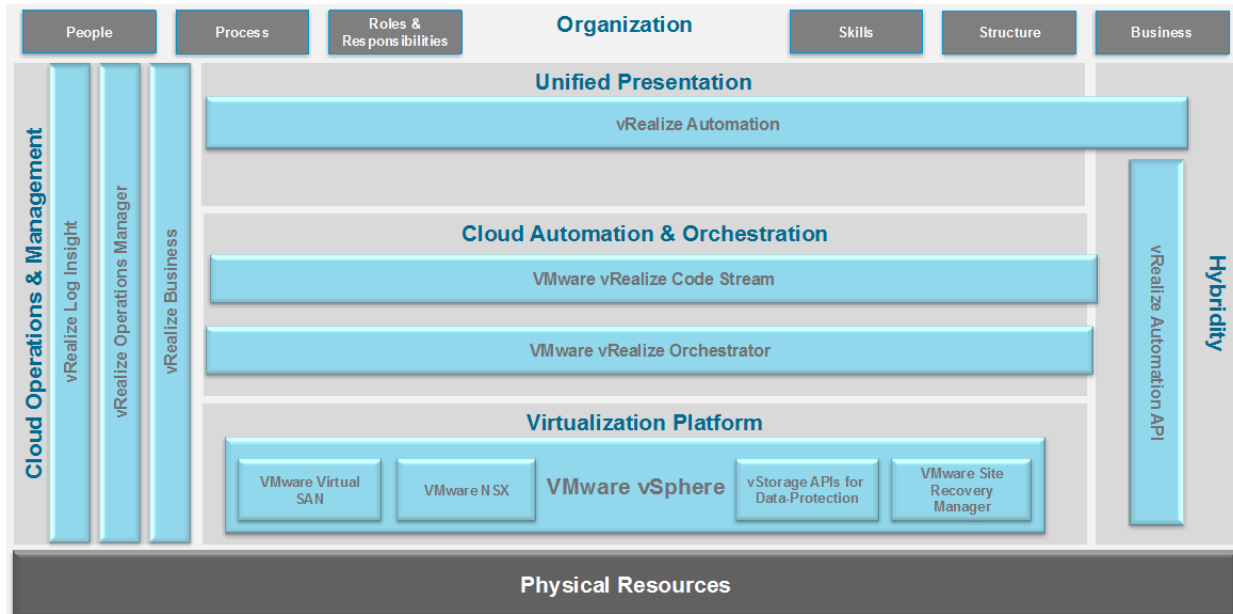 People
Process
Roles &
Responsibilities
Organization
Skills
Structure
Business
Cloud Operations & Management
vRealize Log Insight
vRealize Operations Manager
vRealize Business
Unified Presentation
vRealize Automation
Cloud Automation & Orchestration
VMware vRealize Code Stream
VMware vRealize Orchestrator
Virtualization Platform
VMware Virtual
SAN
VMware NSX
VMware vSphere
vStorage APIs for
Data-Protection
VMware Site
Recovery
Manager
vRealize Automation API
Hybridity
Physical Resources